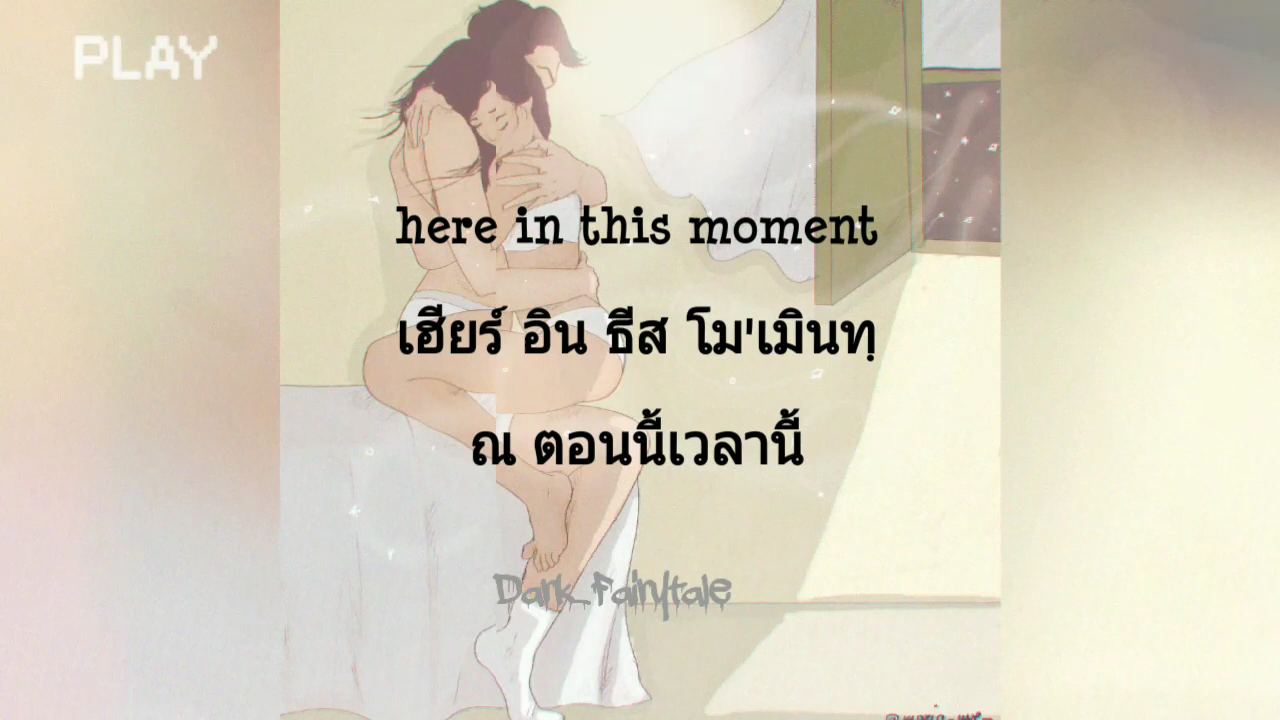 PLAY
here in this moment
เฮียร์ อิน ธีส โม'เมินทฺ
ณ ตอนนี้เวลานี้
Dark_Fairytale